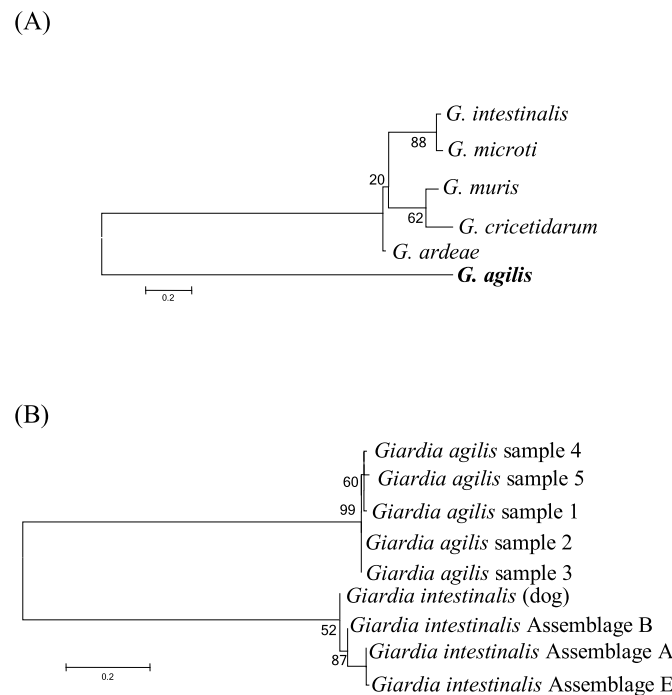 (A)
G. intestinalis
88
G. microti
20
G. muris
62
G. cricetidarum
G. ardeae
G. agilis
0.2
(B)
Giardia agilis sample 4
60
Giardia agilis sample 5
99
Giardia agilis sample 1
Giardia agilis sample 2
Giardia agilis sample 3
Giardia intestinalis (dog)
52
Giardia intestinalis Assemblage B
87
Giardia intestinalis Assemblage A
0.2
Giardia intestinalis Assemblage E